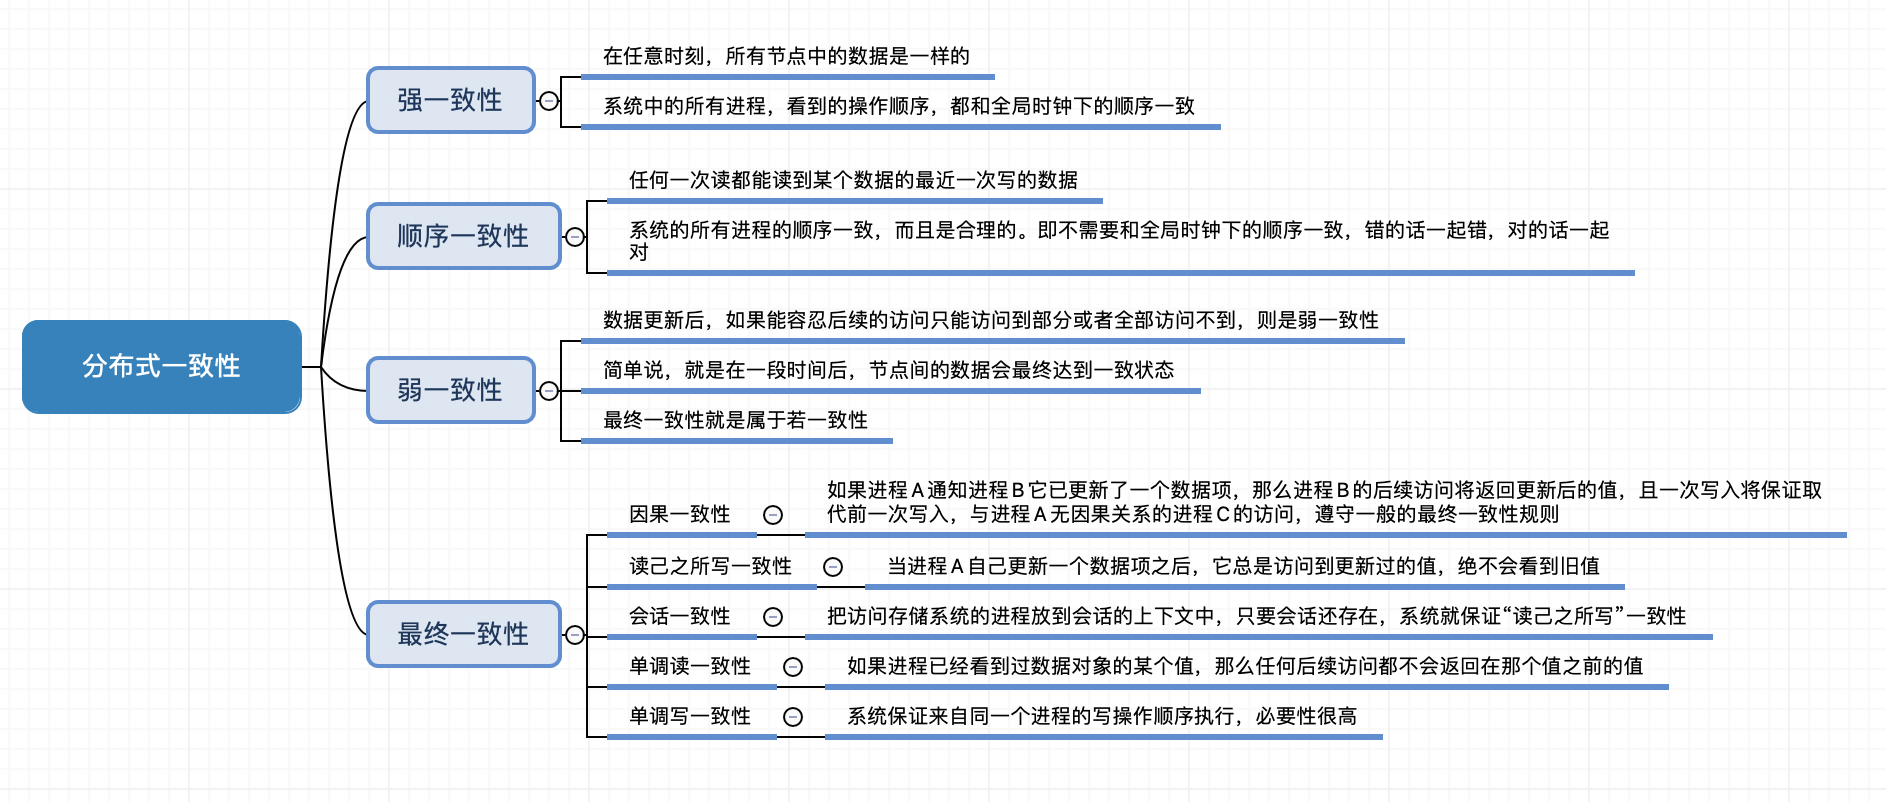 分布式一致性
强一致性
在任意时刻，所有节点中的数据是一样的
系统中的所有进程，看到的操作顺序，都和全局时钟下的顺序一致
顺序一致性
任何一次读都能读到某个数据的最近一次写的数据
系统的所有进程的顺序一致，而且是合理的。即不需要和全局时钟下的顺序一致，错的话一起错，对的话一起
对
弱一致性
数据更新后，如果能容忍后续的访问只能访问到部分或者全部访问不到，则是弱一致性
简单说，就是在一段时间后，节点间的数据会最终达到一致状态
最终一致性就是属于若一致性
最终一致性
因果一致性
如果进程A通知进程B它已更新了一个数据项，那么进程B的后续访问将返回更新后的值，且一次写入将保证取
代前一次写入，与进程A无因果关系的进程C的访问，遵守一般的最终一致性规则
读己之所写一致性
当进程A自己更新一个数据项之后，它总是访问到更新过的值，绝不会看到旧值
会话一致性
把访问存储系统的进程放到会话的上下文中，只要会话还存在，系统就保证“读己之所写”一致性
单调读一致性
如果进程已经看到过数据对象的某个值，那么任何后续访问都不会返回在那个值之前的值
单调写一致性
系统保证来自同一个进程的写操作顺序执行，必要性很高